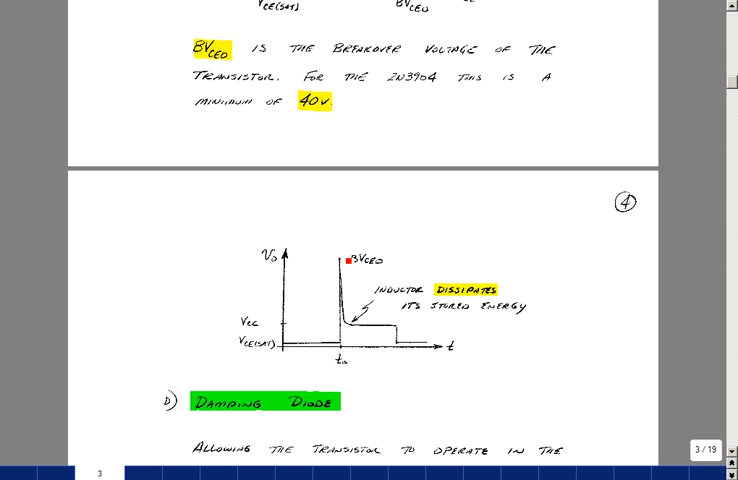 VCE(SAT) BVCEO
BVCEO IS THE BREAKOVER VOLTAGE OF THE
TRANSISTOR. FOR THE 2N3904 THIS IS A
MINIMUM OF 40V.
4
V0
BVCEO
INDUCTOR DISSIPATES
ITS STORED ENERGY
VCC
VCE(SAT)
t
t0
D) DAMPING DIODE
ALLOWING THE TRANSISTOR TO OPERATE IN THE
3 / 19
3